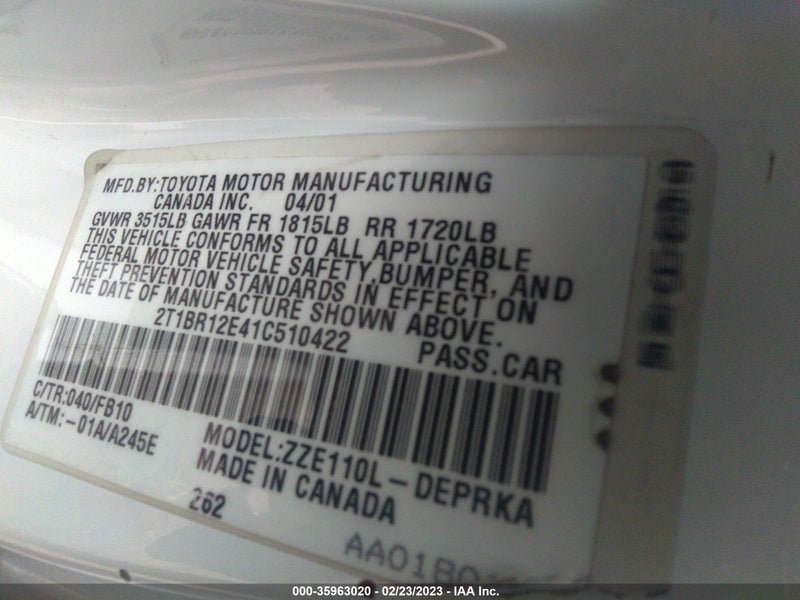 MFD.BY:TOYOTA MOTOR MANUFACTURING
CANADA INC. 04/01
GVWR 3515LB GAWR FR 1815LB RR 1720LB
THIS VEHICLE CONFORMS TO ALL APPLICABLE
FEDERAL MOTOR VEHICLE SAFETY,BUMPER, AND
THEFT PREVENTION STANDARDS IN EFFECT ON
THE DATE OF MANUFACTURE SHOWN ABOVE.
2T1BR12E41C510422 PASS.CAR
C/TR:040/FB10
A/TM:-01A/A245E
MODEL:ZZE110L-DEPRKA
MADE IN CANADA
262
000-35963020 - 02/23/2023 - IAA Inc.